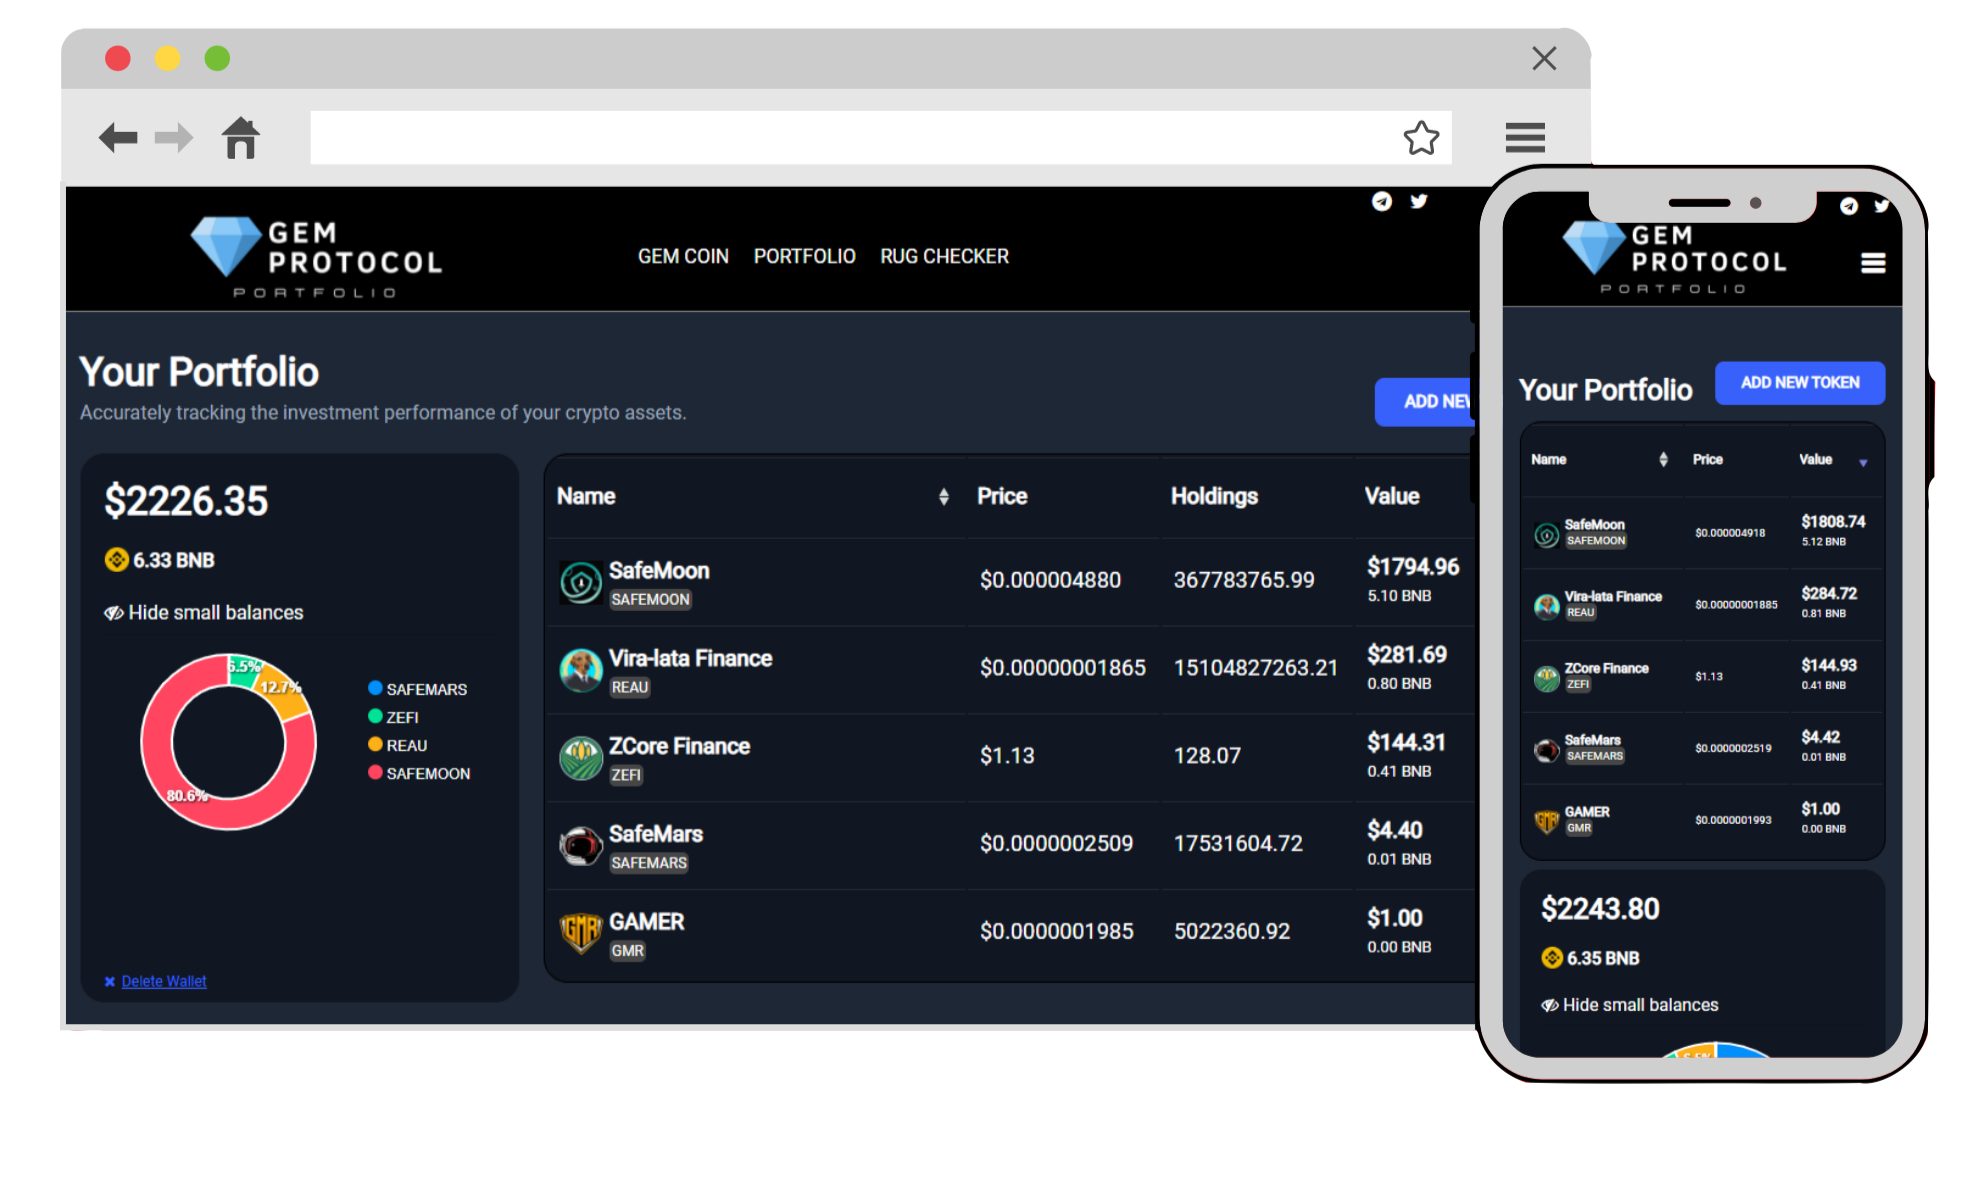 GEM
PROTOCOL
PORTFOLIO
GEM COIN PORTFOLIO RUG CHECKER
Your Portfolio
Accurately tracking the investment performance of your crypto assets.
ADD NEW
$2226.35
6.33 BNB
Hide small balances
6.5%
12.7%
80.6%
SAFEMARS
ZEFI
REAU
SAFEMOON
Delete Wallet
Name Price Holdings Value
SafeMoon
SAFEMOON
$0.000004880 367783765.99 $1794.96
5.10 BNB
Vira-lata Finance
REAU
$0.00000001865 15104827263.21 $281.69
0.80 BNB
ZCore Finance
ZEFI
$1.13 128.07 $144.31
0.41 BNB
SafeMars
SAFEMARS
$0.0000002509 17531604.72 $4.40
0.01 BNB
GMR
GAMER
GMR
$0.0000001985 5022360.92 $1.00
0.00 BNB
GEM
PROTOCOL
PORTFOLIO
Your Portfolio
ADD NEW TOKEN
Name Price Value
SafeMoon
SAFEMOON
$0.000004918 $1808.74
5.12 BNB
Vira-lata Finance
REAU
$0.00000001885 $284.72
0.81 BNB
ZCore Finance
ZEFI
$1.13 $144.93
0.41 BNB
SafeMars
SAFEMARS
$0.0000002519 $4.42
0.01 BNB
GMR
GAMER
GMR
$0.0000001993 $1.00
0.00 BNB
$2243.80
6.35 BNB
Hide small balances
6.5%